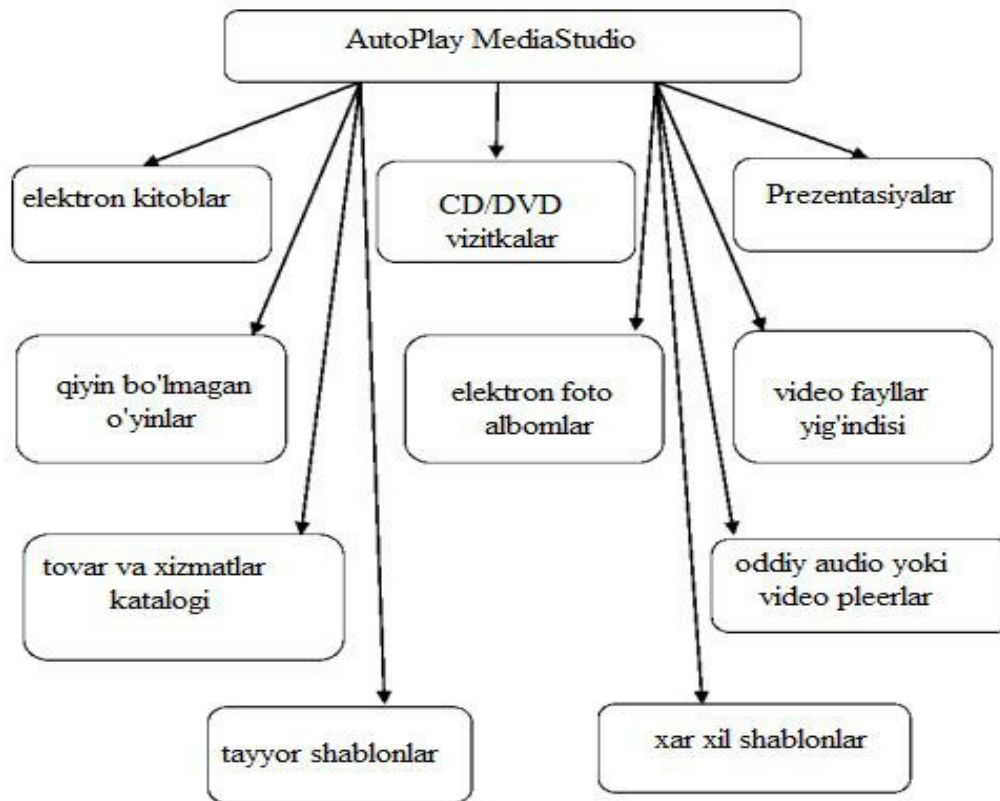 AutoPlay MediaStudio
elektron kitoblar
CD/DVD
vizitkalar
Prezentasiyalar
qiyin bo'lmagan
o'yinlar
elektron foto
albomlar
video fayllar
yig'indisi
tovar va xizmatlar
katalogi
oddiy audio yoki
video pleerlar
tayyor shablonlar
xar xil shablonlar